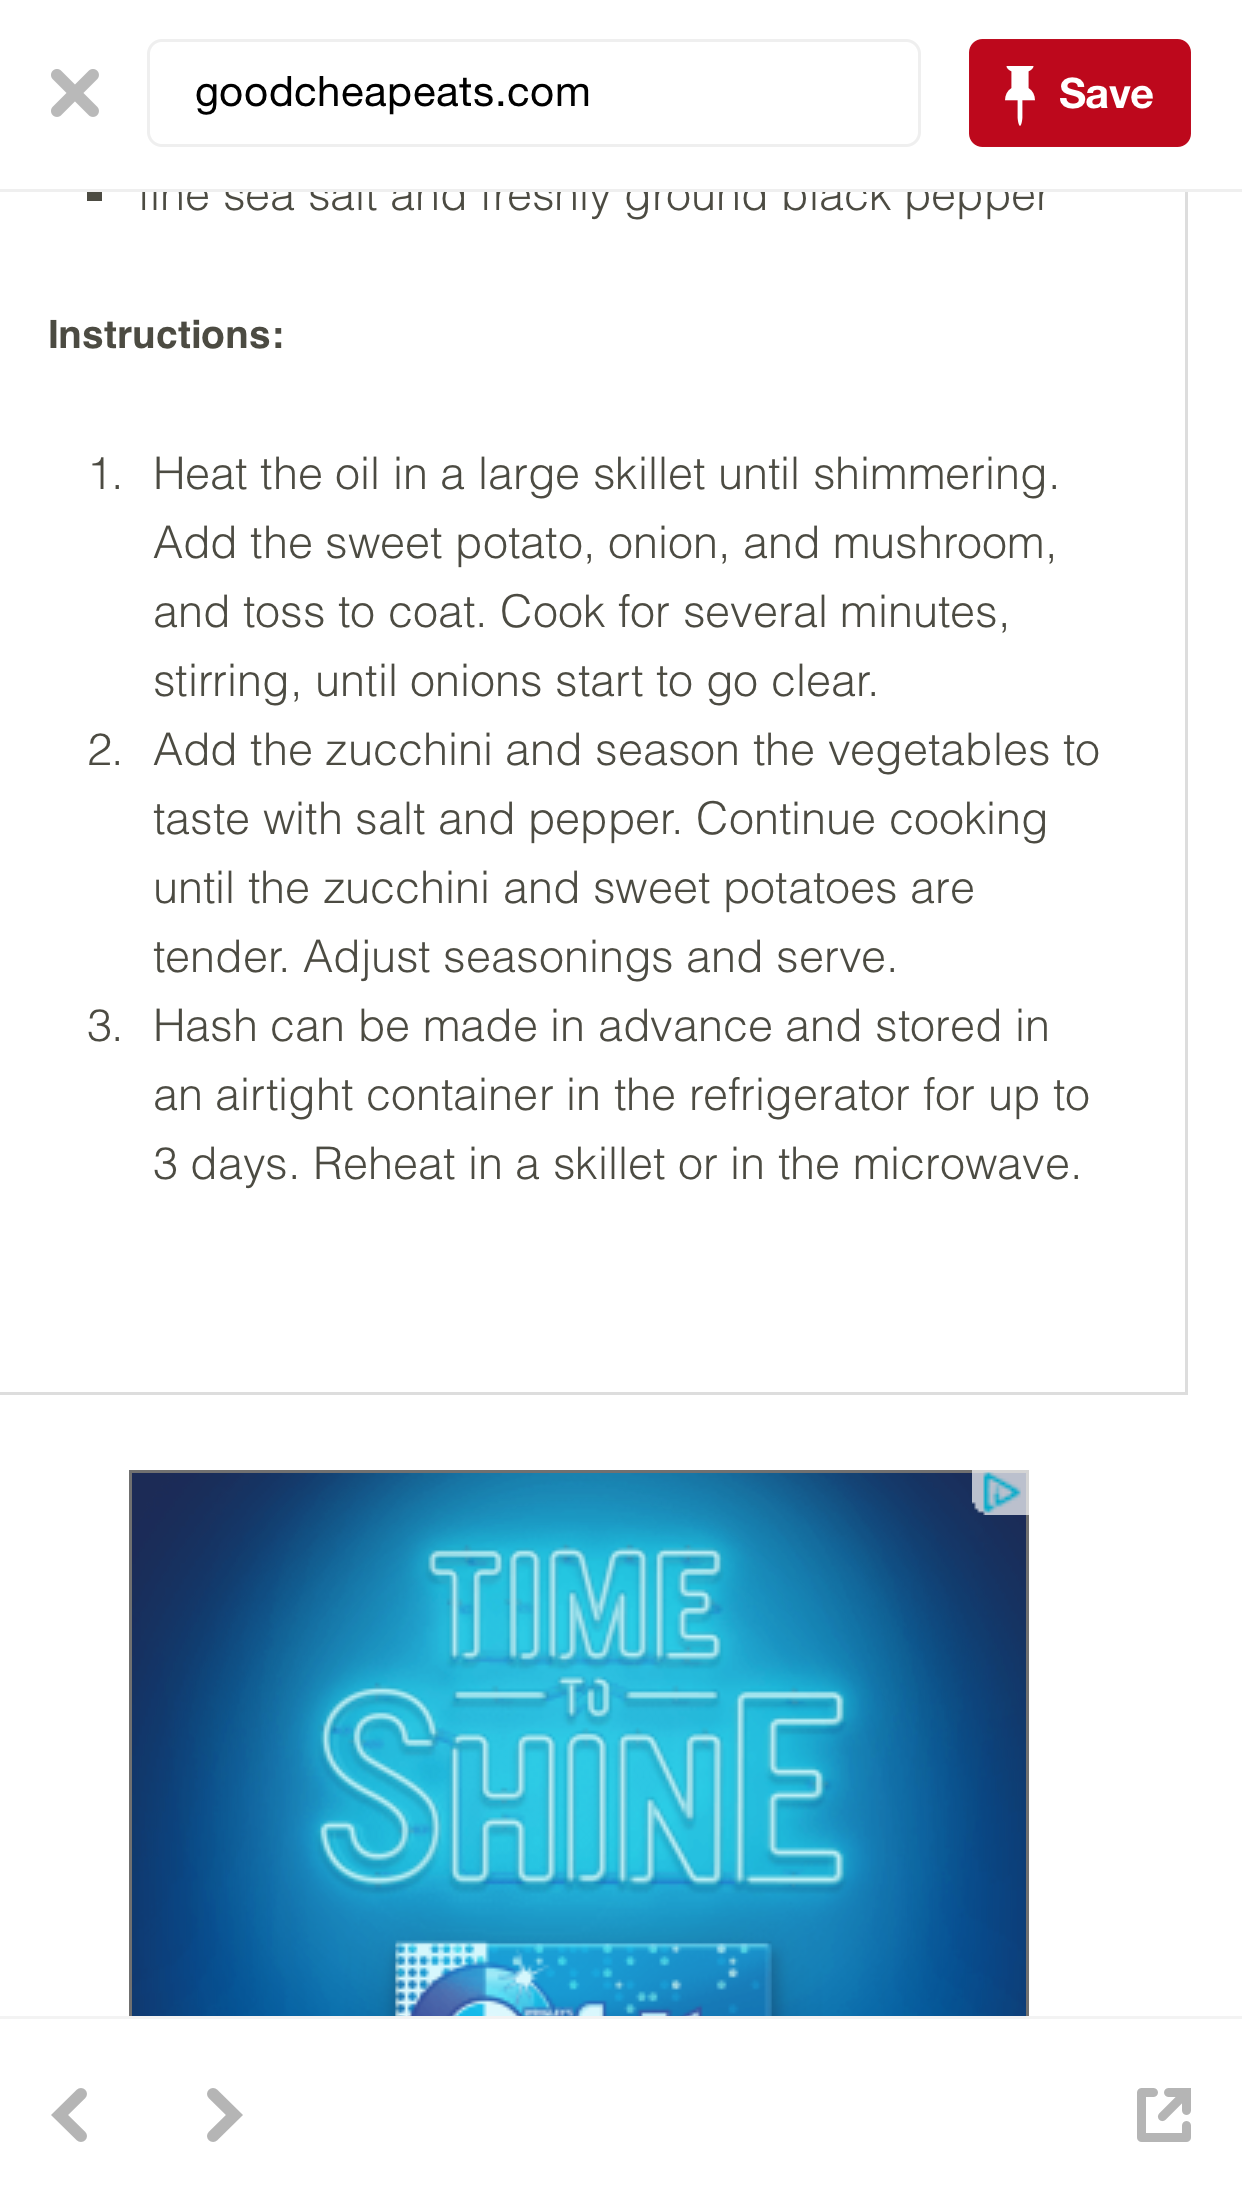 goodcheapeats.com
Save
fine sea salt and freshly ground black pepper
Instructions:
1. Heat the oil in a large skillet until shimmering.
Add the sweet potato, onion, and mushroom,
and toss to coat. Cook for several minutes,
stirring, until onions start to go clear.
2. Add the zucchini and season the vegetables to
taste with salt and pepper. Continue cooking
until the zucchini and sweet potatoes are
tender. Adjust seasonings and serve.
3. Hash can be made in advance and stored in
an airtight container in the refrigerator for up to
3 days. Reheat in a skillet or in the microwave.
TIME
TO
SHINE